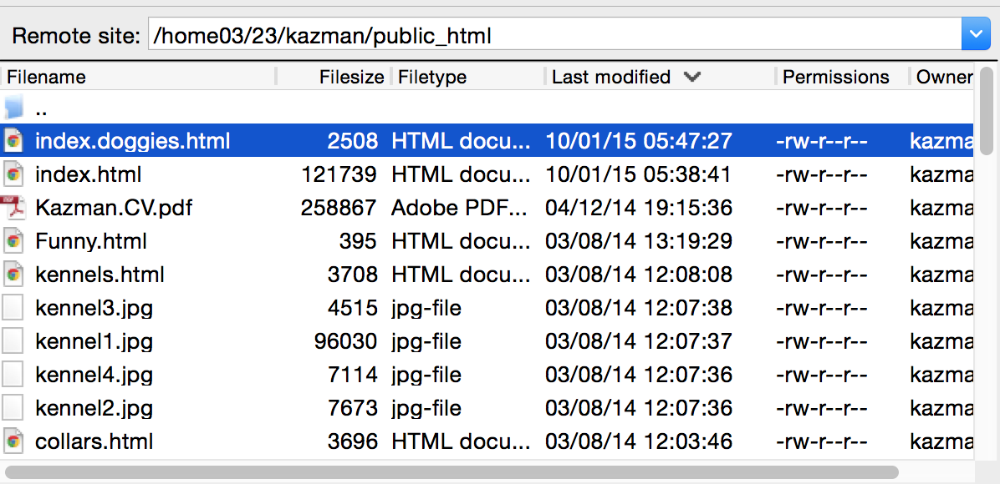 Remote site: /home03/23/kazman/public_html
Filename Filesize Filetype Last modified Permissions Owner
..
index.doggies.html 2508 HTML docu... 10/01/15 05:47:27 -rw-r--r-- kazma
index.html 121739 HTML docu... 10/01/15 05:38:41 -rw-r--r-- kazma
Kazman.CV.pdf 258867 Adobe PDF... 04/12/14 19:15:36 -rw-r--r-- kazma
Funny.html 395 HTML docu... 03/08/14 13:19:29 -rw-r--r-- kazma
kennels.html 3708 HTML docu... 03/08/14 12:08:08 -rw-r--r-- kazma
kennel3.jpg 4515 jpg-file 03/08/14 12:07:38 -rw-r--r-- kazma
kennel1.jpg 96030 jpg-file 03/08/14 12:07:37 -rw-r--r-- kazma
kennel4.jpg 7114 jpg-file 03/08/14 12:07:36 -rw-r--r-- kazma
kennel2.jpg 7673 jpg-file 03/08/14 12:07:36 -rw-r--r-- kazma
collars.html 3696 HTML docu... 03/08/14 12:03:46 -rw-r--r-- kazma